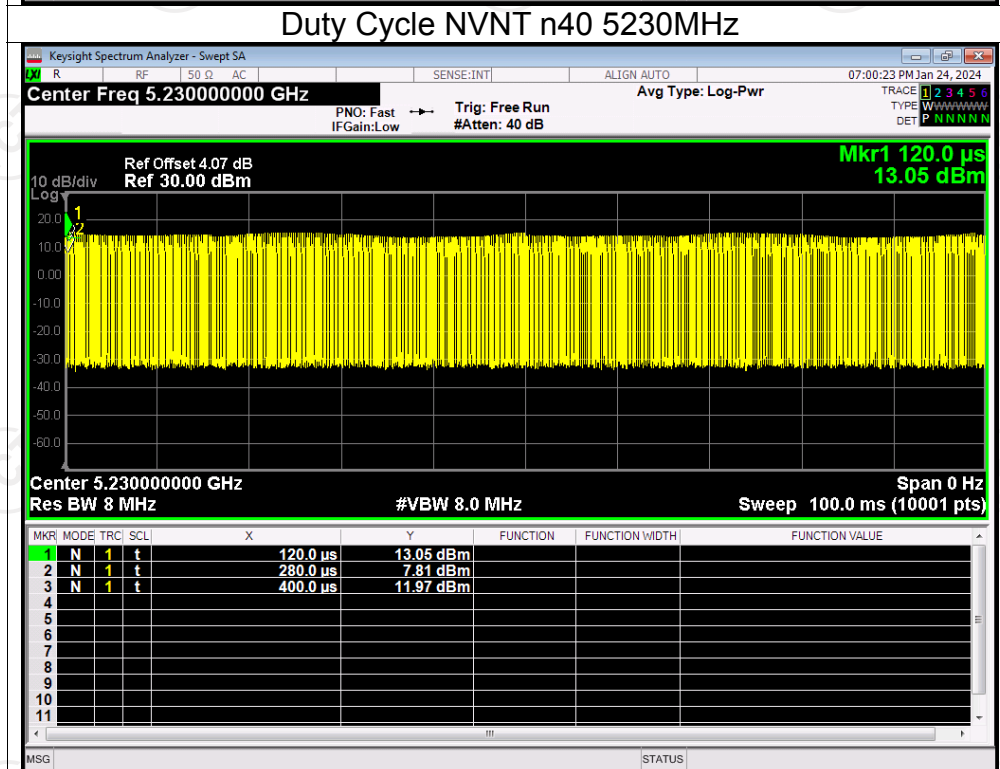 Duty Cycle NVNT n40 5230MHz
Keysight Spectrum Analyzer - Swept SA
LXI R RF 50 Ω AC SENSE:INT ALIGN AUTO 07:00:23 PM Jan 24, 2024
Center Freq 5.230000000 GHz
PNO: Fast
IFGain:Low
Trig: Free Run
#Atten: 40 dB
Avg Type: Log-Pwr
TRACE 1 2 3 4 5 6
TYPE WWWWWW
DET P N N N N N
Mkr1 120.0 µs
13.05 dBm
Ref Offset 4.07 dB
10 dB/div Ref 30.00 dBm
Log
1
2
20.0
10.0
0.00
-10.0
-20.0
-30.0
-40.0
-50.0
-60.0
Center 5.230000000 GHz Span 0 Hz
Res BW 8 MHz #VBW 8.0 MHz Sweep 100.0 ms (10001 pts)
MKR MODE TRC SCL X Y FUNCTION FUNCTION WIDTH FUNCTION VALUE
1 N 1 t 120.0 µs 13.05 dBm
2 N 1 t 280.0 µs 7.81 dBm
3 N 1 t 400.0 µs 11.97 dBm
4
5
6
7
8
9
10
11
MSG STATUS